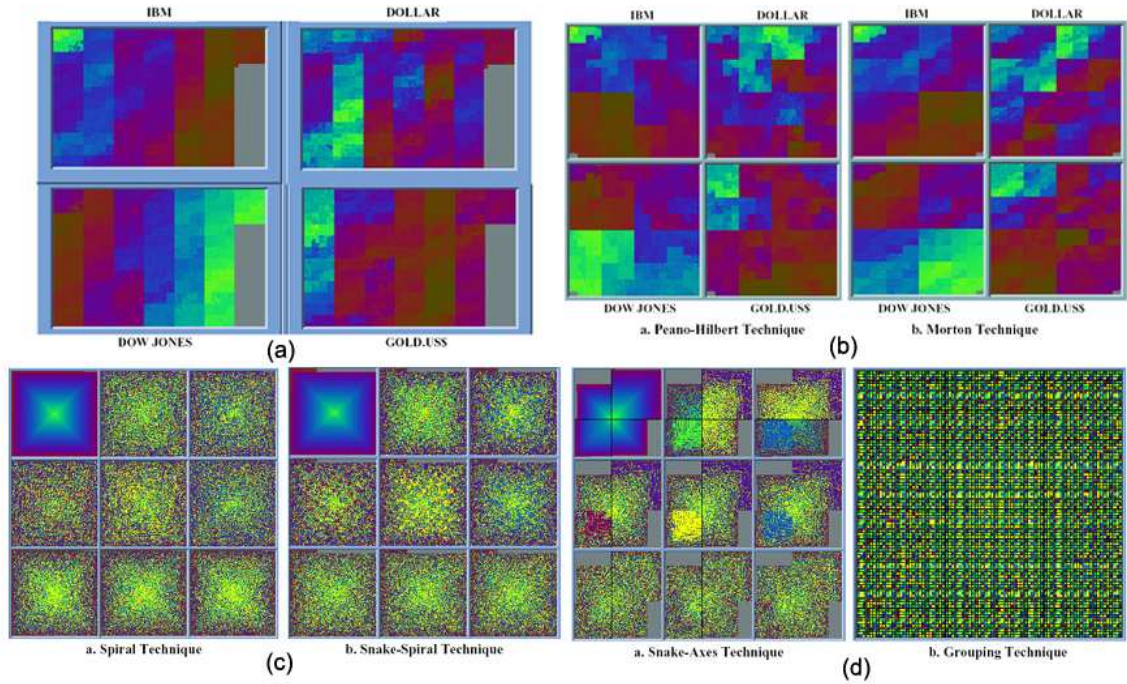 IBM DOLLAR
DOW JONES GOLD.US$
(a)
IBM DOLLAR IBM DOLLAR
DOW JONES GOLD.US$ DOW JONES GOLD.US$
a. Peano-Hilbert Technique (b) b. Morton Technique
a. Spiral Technique (c) b. Snake-Spiral Technique
a. Snake-Axes Technique (d) b. Grouping Technique